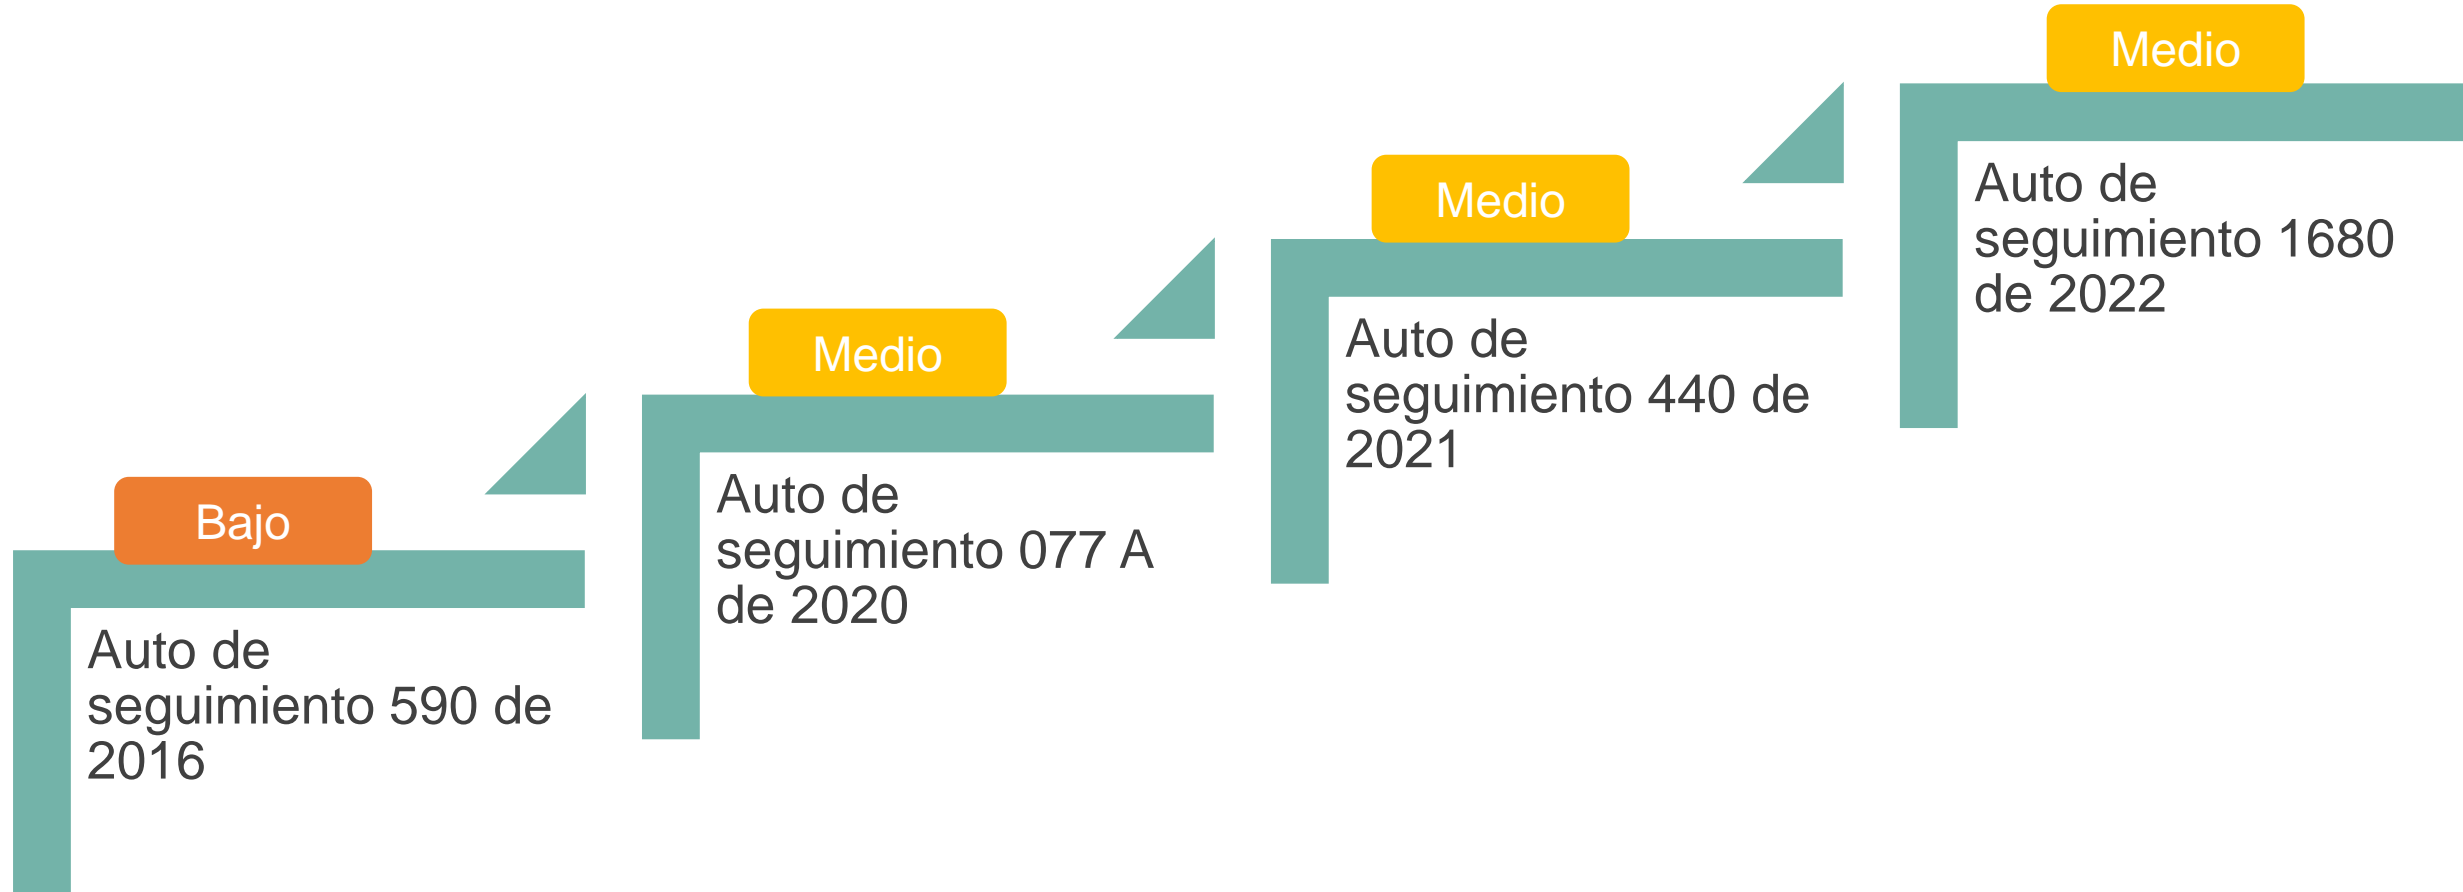 Bajo
Auto de
seguimiento 590 de
2016
Medio
Auto de
seguimiento 077 A
de 2020
Medio
Auto de
seguimiento 440 de
2021
Medio
Auto de
seguimiento 1680
de 2022